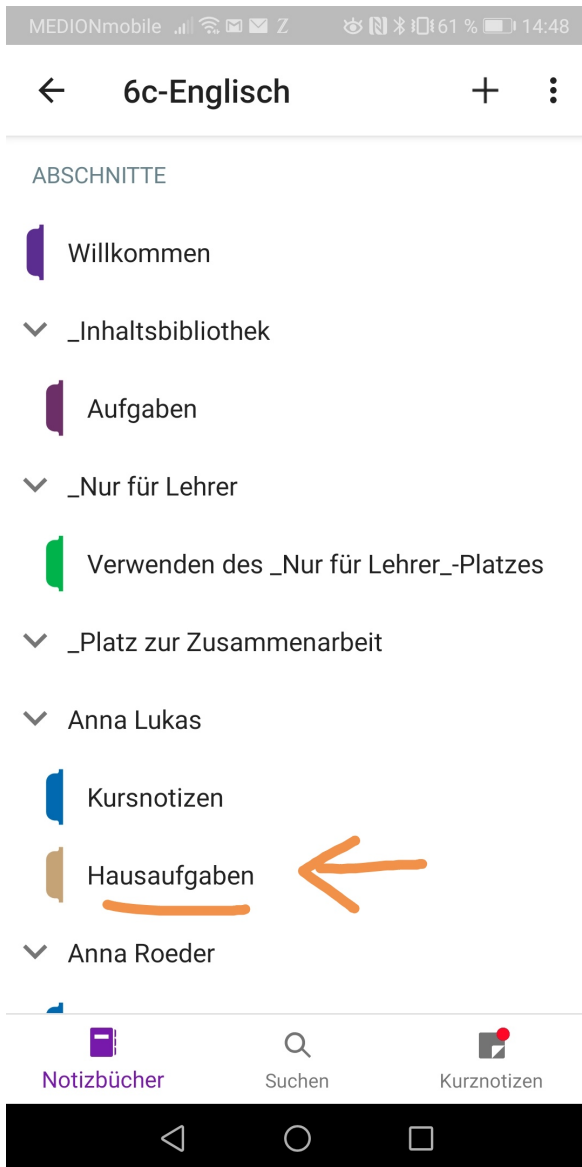 MEDIONmobile Z 61 % 14:48
6c-Englisch
ABSCHNITTE
Willkommen
_Inhaltsbibliothek
Aufgaben
_Nur für Lehrer
Verwenden des _Nur für Lehrer_-Platzes
_Platz zur Zusammenarbeit
Anna Lukas
Kursnotizen
Hausaufgaben
Anna Roeder
Notizbücher Suchen Kurznotizen